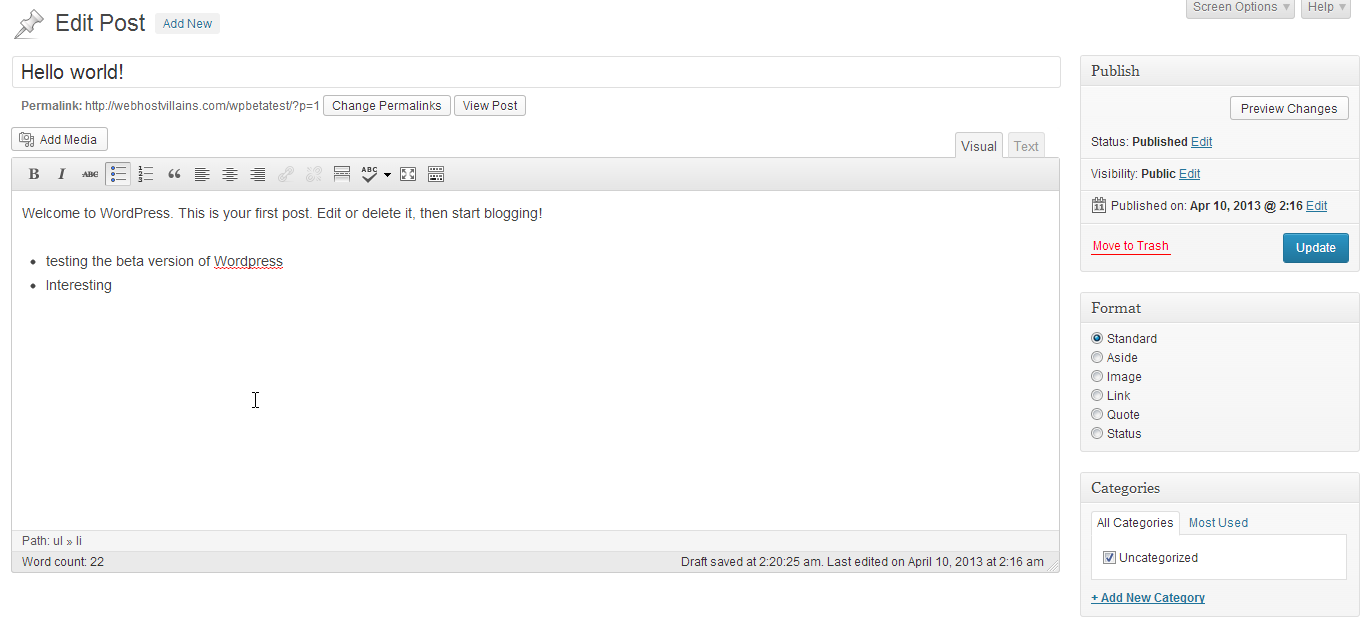 Screen Options Help
Edit Post Add New
Hello world!
Permalink: http://webhostvillains.com/wpbetatest/?p=1 Change Permalinks View Post
Add Media
Visual Text
B I ABC ABC
Welcome to WordPress. This is your first post. Edit or delete it, then start blogging!
testing the beta version of Wordpress
Interesting
Path: ul » li
Word count: 22
Draft saved at 2:20:25 am. Last edited on April 10, 2013 at 2:16 am
Publish
Preview Changes
Status: Published Edit
Visibility: Public Edit
11 Published on: Apr 10, 2013 @ 2:16 Edit
Move to Trash Update
Format
Standard
Aside
Image
Link
Quote
Status
Categories
All Categories Most Used
Uncategorized
+ Add New Category